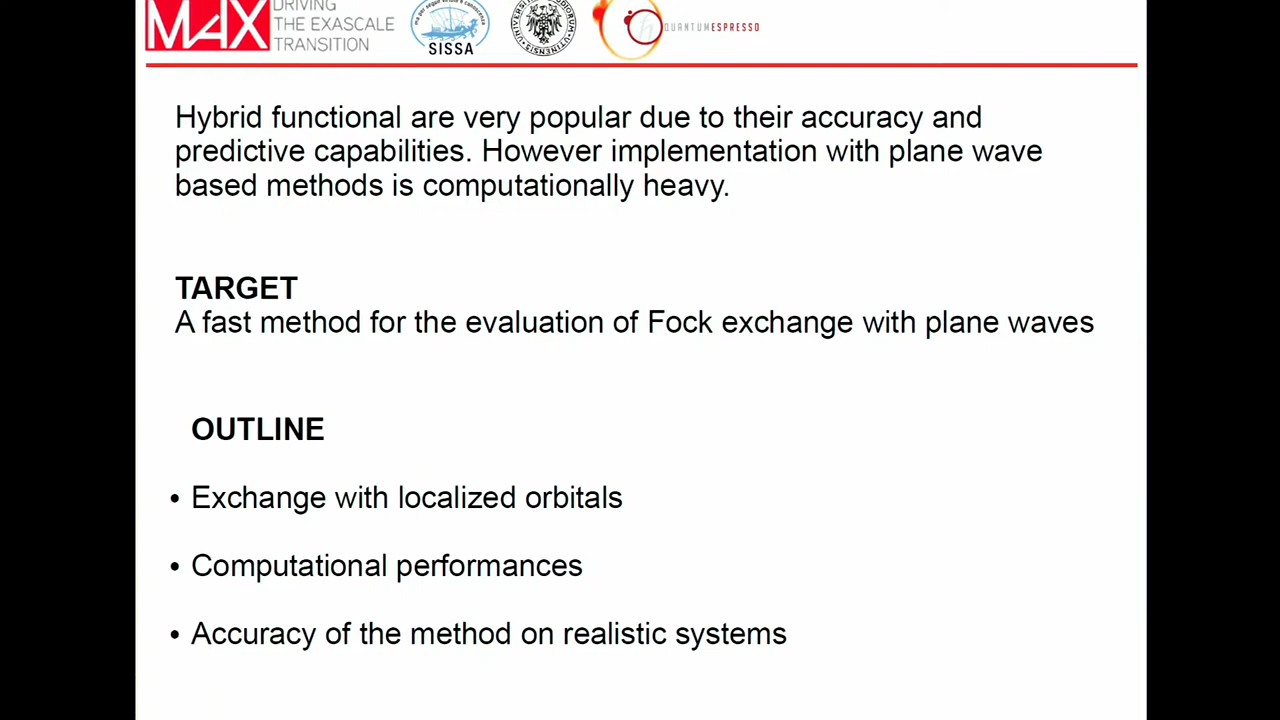 MAX
DRIVING
THE EXASCALE
TRANSITION
SISSA
QUANTUMESPRESSO
Hybrid functional are very popular due to their accuracy and
predictive capabilities. However implementation with plane wave
based methods is computationally heavy.
TARGET
A fast method for the evaluation of Fock exchange with plane waves
OUTLINE
• Exchange with localized orbitals
• Computational performances
• Accuracy of the method on realistic systems